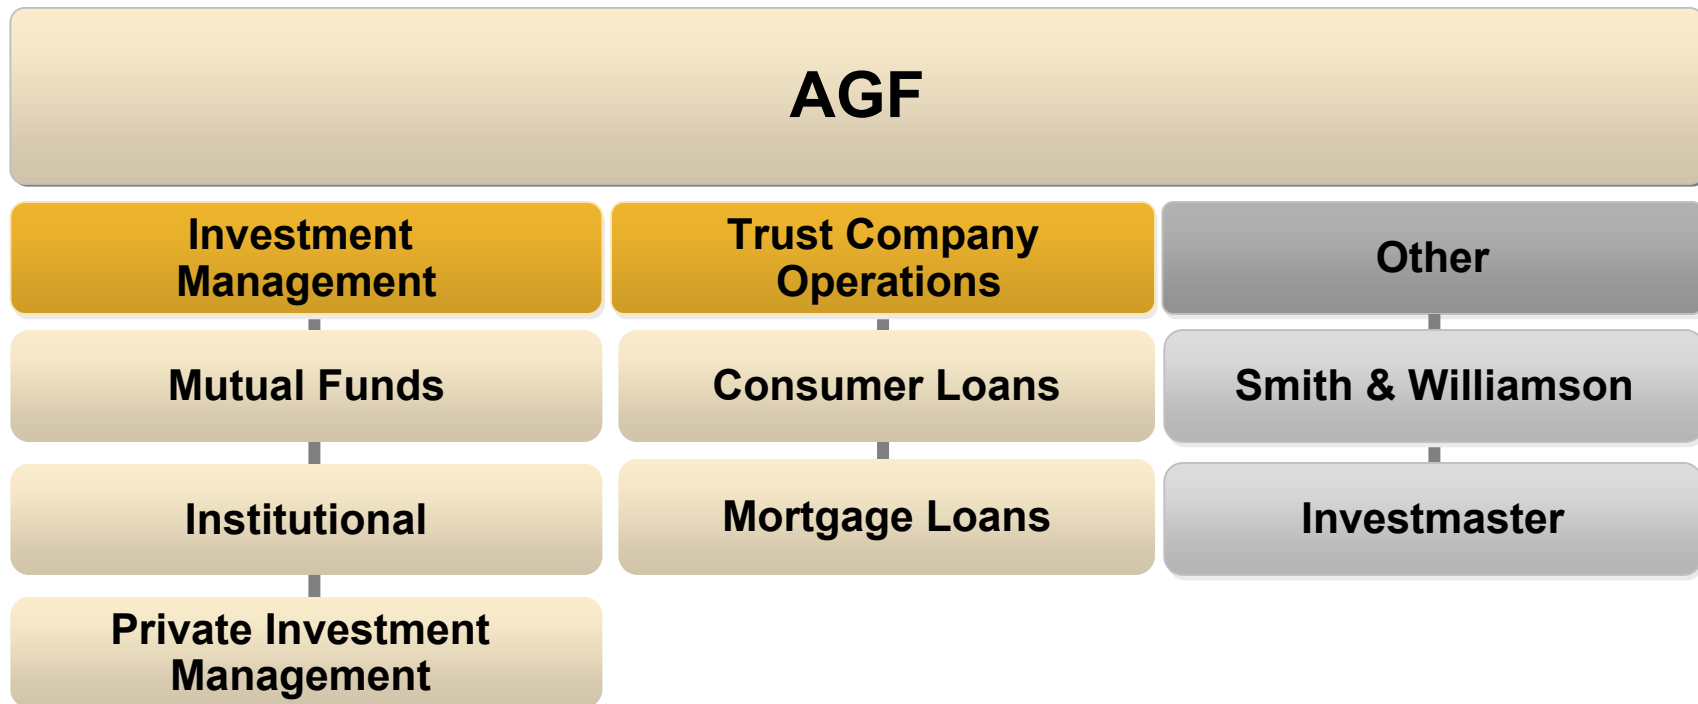 AGF
Investment
Management
Trust Company
Operations
Other
Mutual Funds
Consumer Loans
Smith & Williamson
Institutional
Mortgage Loans
Investmaster
Private Investment
Management